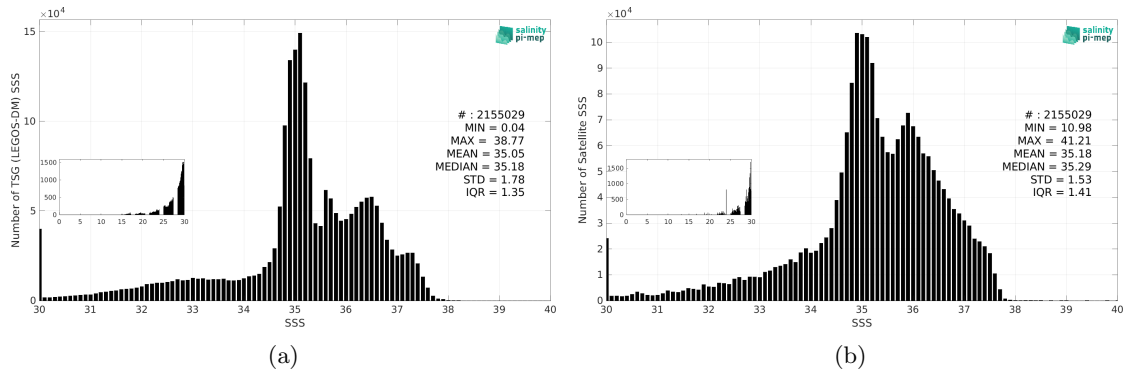 ×10⁴
salinity
pi-mep
Number of TSG (LEGOS-DM) SSS
15
10
5
0
# : 2155029
MIN = 0.04
MAX = 38.77
MEAN = 35.05
MEDIAN = 35.18
STD = 1.78
IQR = 1.35
1500
1000
500
0
0 5 10 15 20 25 30
30 31 32 33 34 35 36 37 38 39 40
SSS
(a)
×10⁴
salinity
pi-mep
Number of Satellite SSS
10
9
8
7
6
5
4
3
2
1
0
# : 2155029
MIN = 10.98
MAX = 41.21
MEAN = 35.18
MEDIAN = 35.29
STD = 1.53
IQR = 1.41
1500
1000
500
0
0 5 10 15 20 25 30
30 31 32 33 34 35 36 37 38 39 40
SSS
(b)